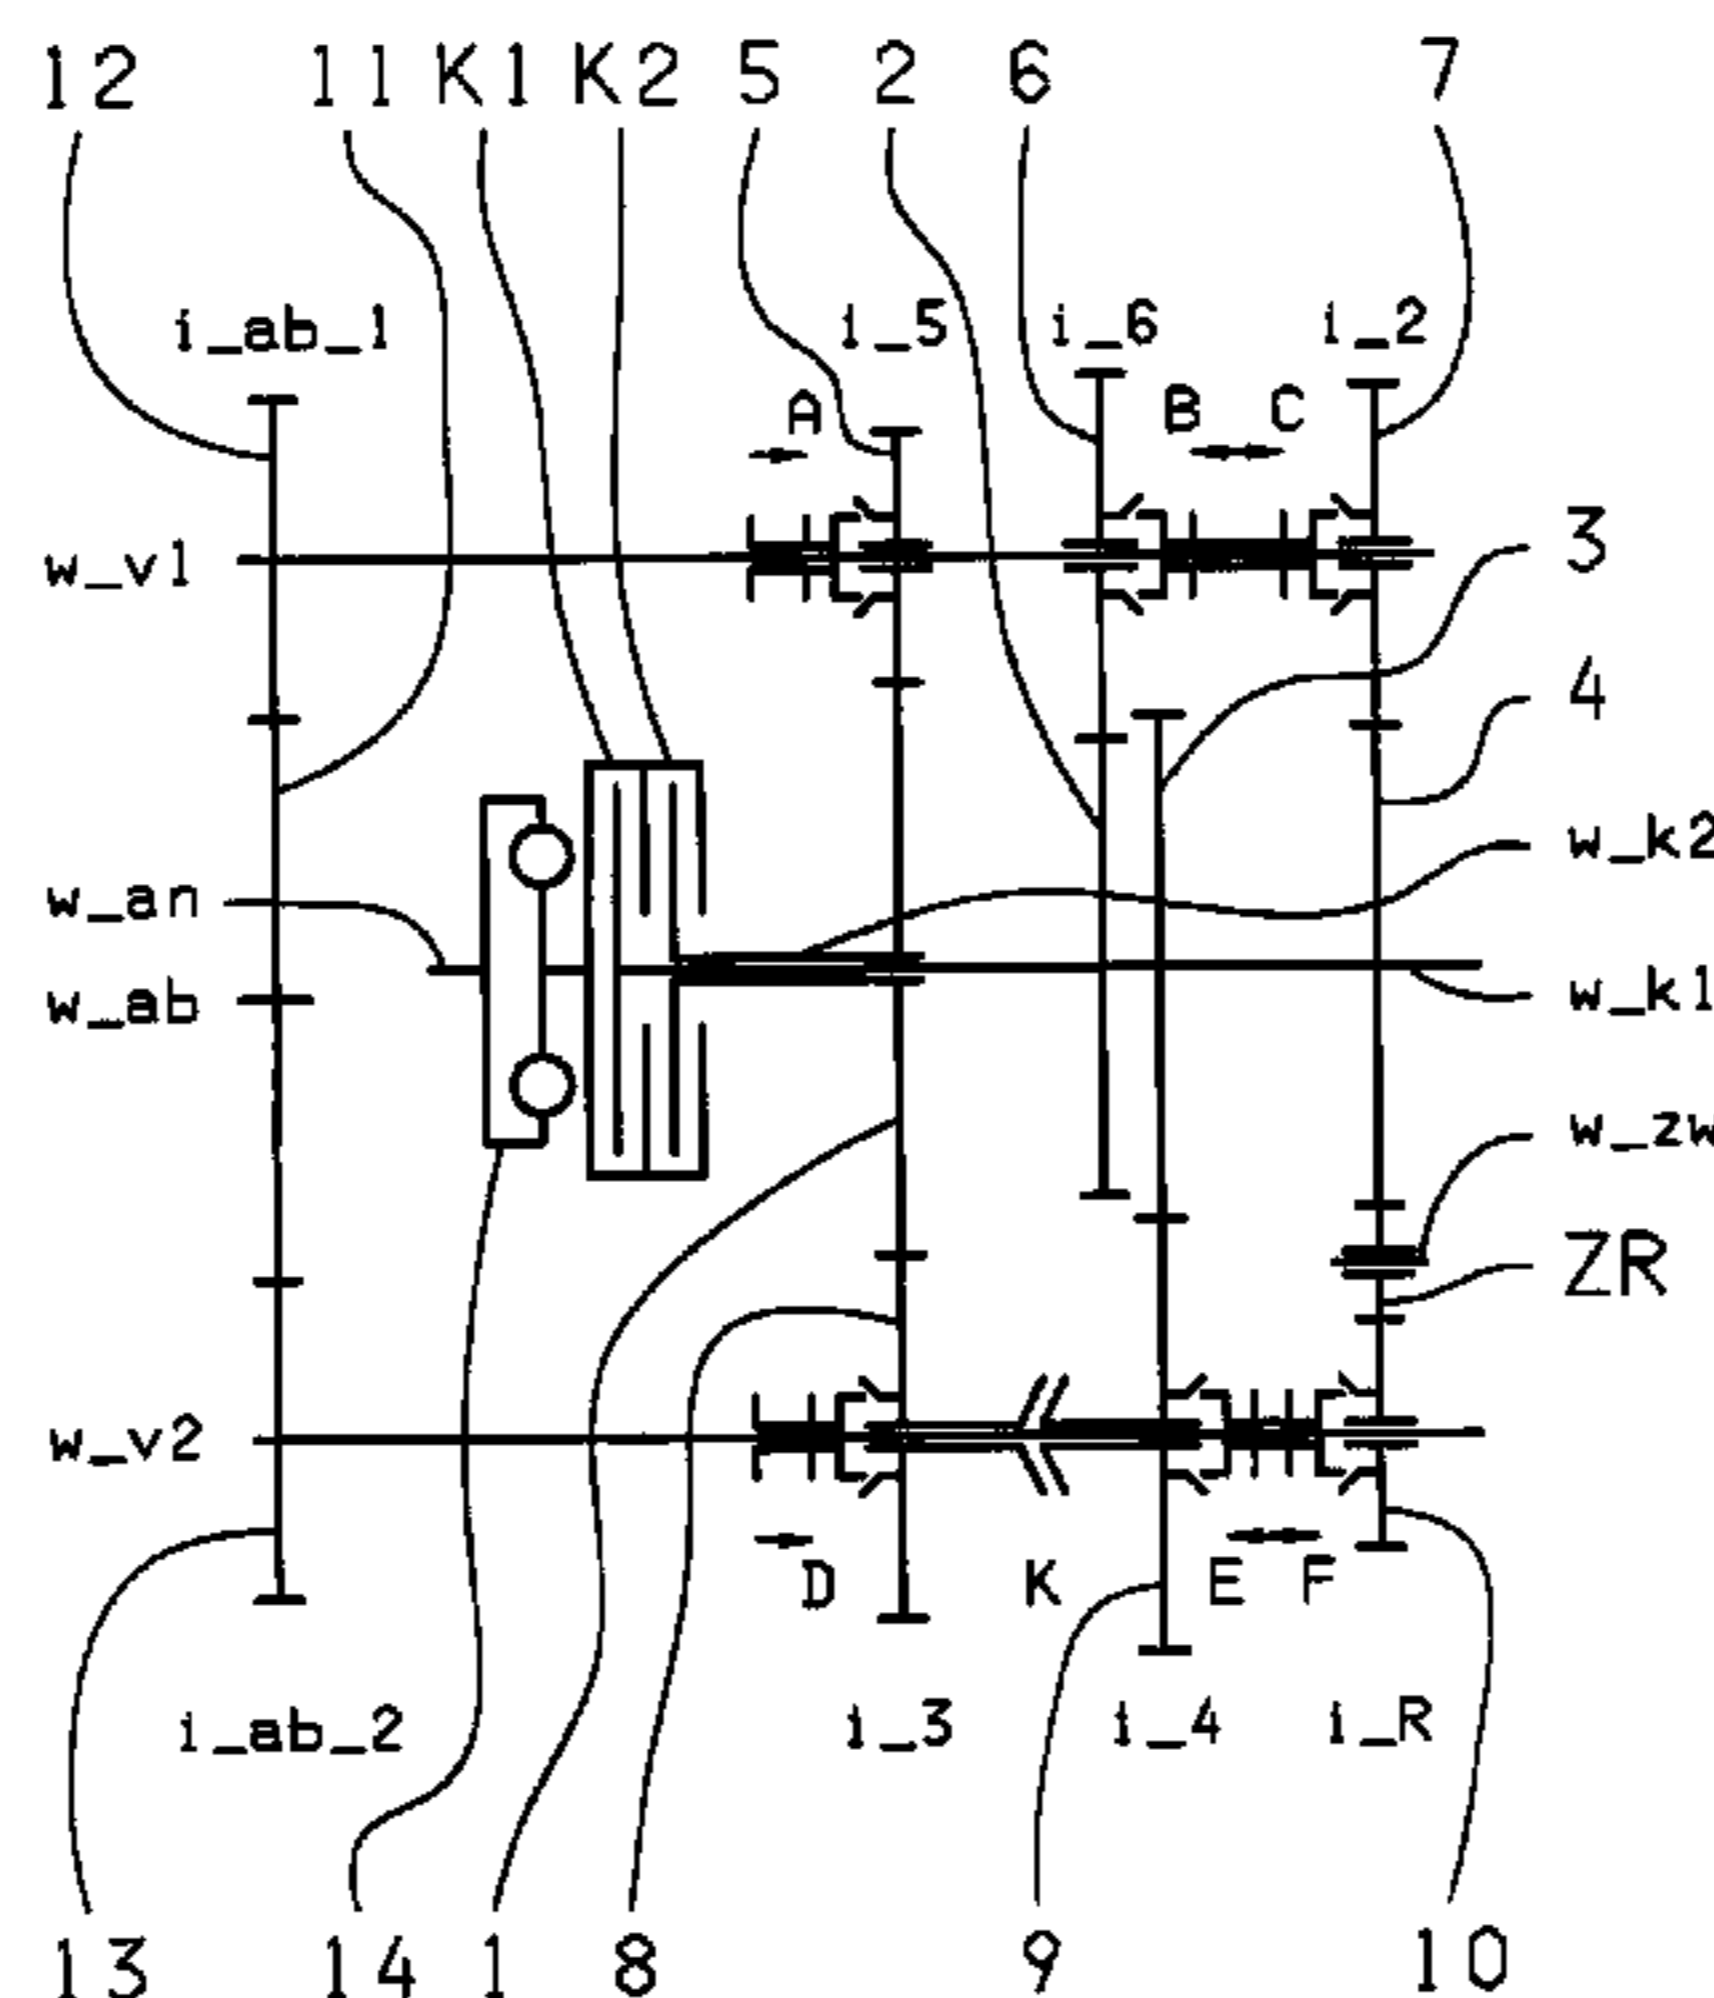 12 11 K1 K2 5 2 6 7
i_ab_1 i_5 i_6 i_2
A B C
w_v1 3
4
w_k2
w_an
w_ab w_k1
w_zw
ZR
w_v2
D K E F
i_ab_2 i_3 i_4 i_R
13 14 1 8 9 10